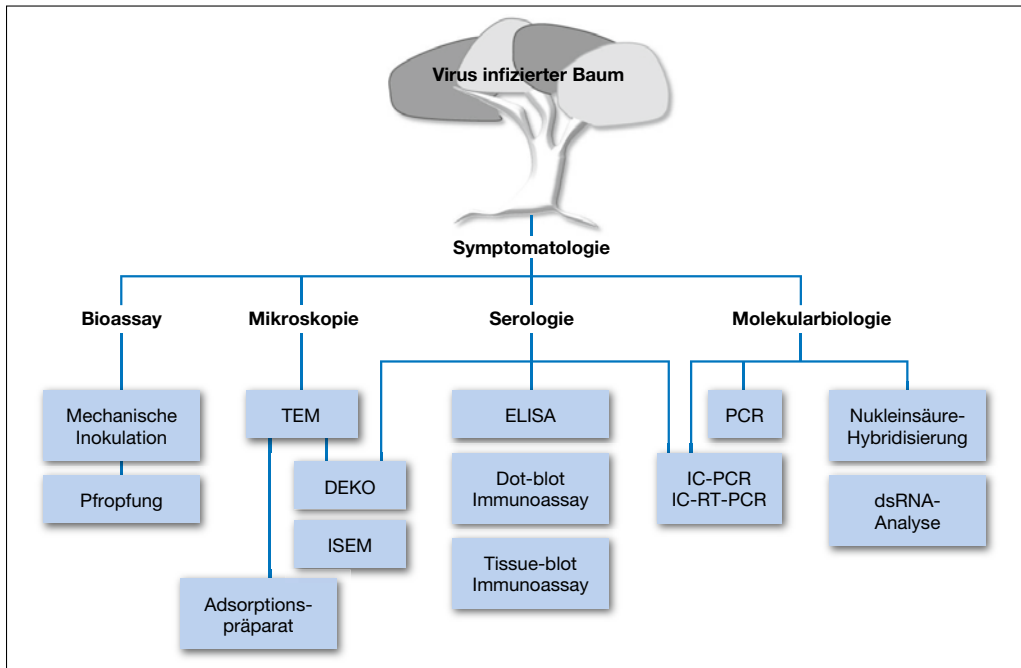 Virus infizierter Baum
Symptomatologie
Bioassay
Mikroskopie
Serologie
Molekularbiologie
Mechanische
Inokulation
Pfropfung
TEM
DEKO
ISEM
Adsorptions-
präparat
ELISA
Dot-blot
Immunoassay
Tissue-blot
Immunoassay
PCR
IC-PCR
IC-RT-PCR
Nukleinsäure-
Hybridisierung
dsRNA-
Analyse